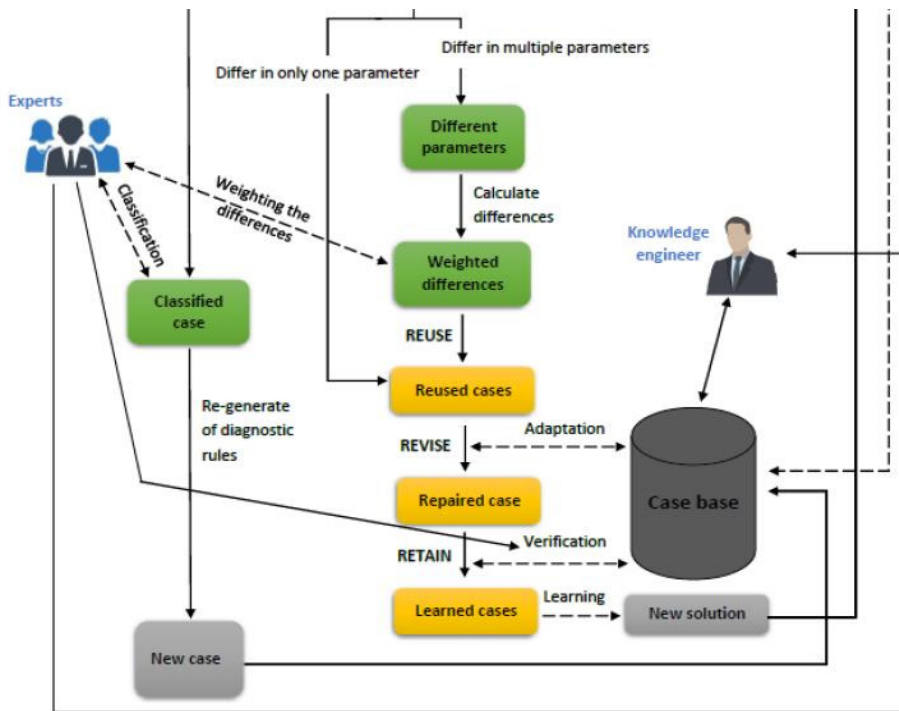 Differ in multiple parameters
Differ in only one parameter
Experts
Different
parameters
Weighting the
differences
Classification
Calculate
differences
Knowledge
engineer
Weighted
differences
Classified
case
REUSE
Reused cases
Re-generate
of diagnostic
rules
REVISE
Adaptation
Repaired case
Case base
Verification
RETAIN
Learned cases
Learning
New solution
New case